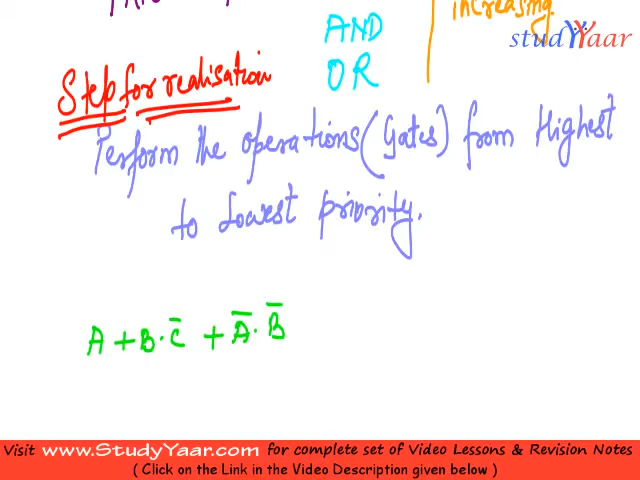 increasing
studYYaar
AND
OR
Step for realisation
Perform the operations (Gates) from Highest
to Lowest priority.
A + B · C̅ + A̅ · B̅
Visit www.StudyYaar.com for complete set of Video Lessons & Revision Notes
( Click on the Link in the Video Description given below )